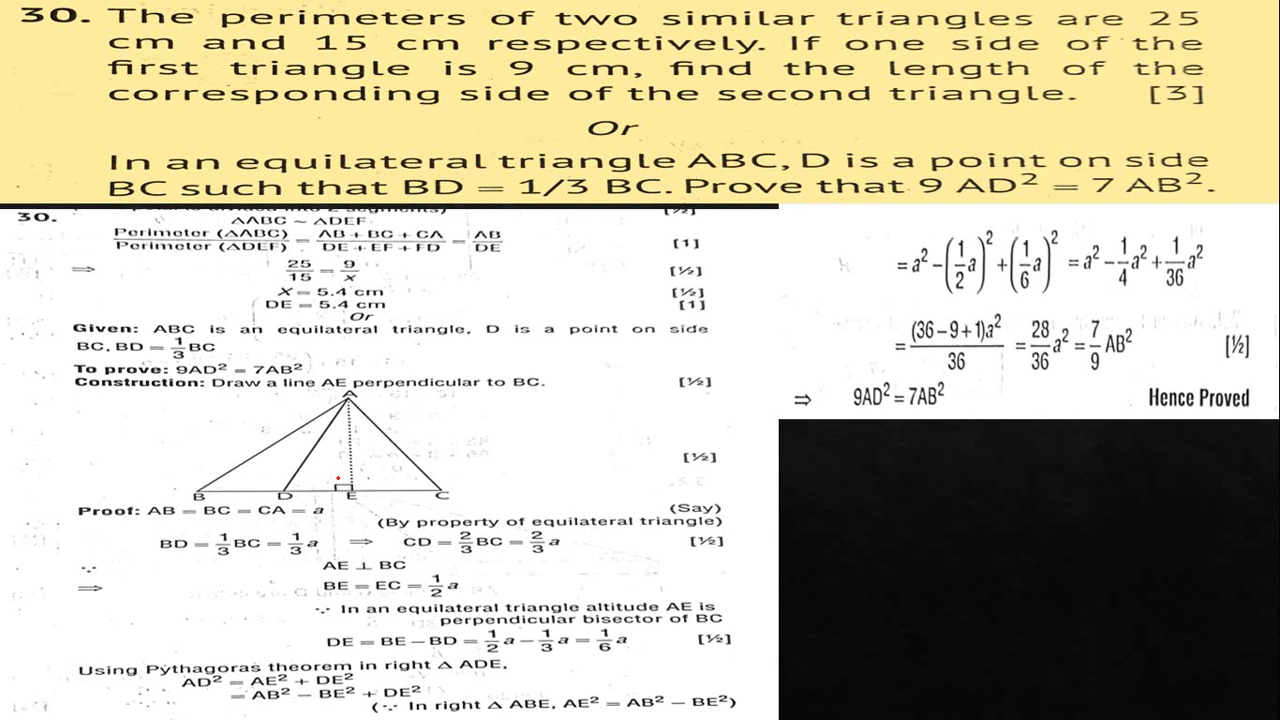 30. The perimeters of two similar triangles are 25
cm and 15 cm respectively. If one side of the
first triangle is 9 cm, find the length of the
corresponding side of the second triangle. [3]
Or
In an equilateral triangle ABC, D is a point on side
BC such that BD = 1/3 BC. Prove that 9 AD² = 7 AB².
30.
into 2 segments) [½]
ΔABC ~ ΔDEF
Perimeter (ΔABC) / Perimeter (ΔDEF) = AB + BC + CA / DE + EF + FD = AB / DE [1]
⇒ 25/15 = 9/x [½]
X = 5.4 cm [½]
DE = 5.4 cm [1]
Or
Given: ABC is an equilateral triangle, D is a point on side
BC, BD = 1/3 BC
To prove: 9AD² = 7AB²
Construction: Draw a line AE perpendicular to BC. [½]
A
[½]
B D E C
Proof: AB = BC = CA = a (Say)
(By property of equilateral triangle)
BD = 1/3 BC = 1/3 a ⇒ CD = 2/3 BC = 2/3 a [½]
∵ AE ⊥ BC
⇒ BE = EC = 1/2 a
∵ In an equilateral triangle altitude AE is
perpendicular bisector of BC
DE = BE – BD = 1/2 a – 1/3 a = 1/6 a [½]
Using Pythagoras theorem in right Δ ADE,
AD² = AE² + DE²
= AB² – BE² + DE²
(∵ In right Δ ABE, AE² = AB² – BE²)
= a² – (1/2 a)² + (1/6 a)² = a² – 1/4 a² + 1/36 a²
= (36 – 9 + 1)a² / 36 = 28/36 a² = 7/9 AB² [½]
⇒ 9AD² = 7AB² Hence Proved